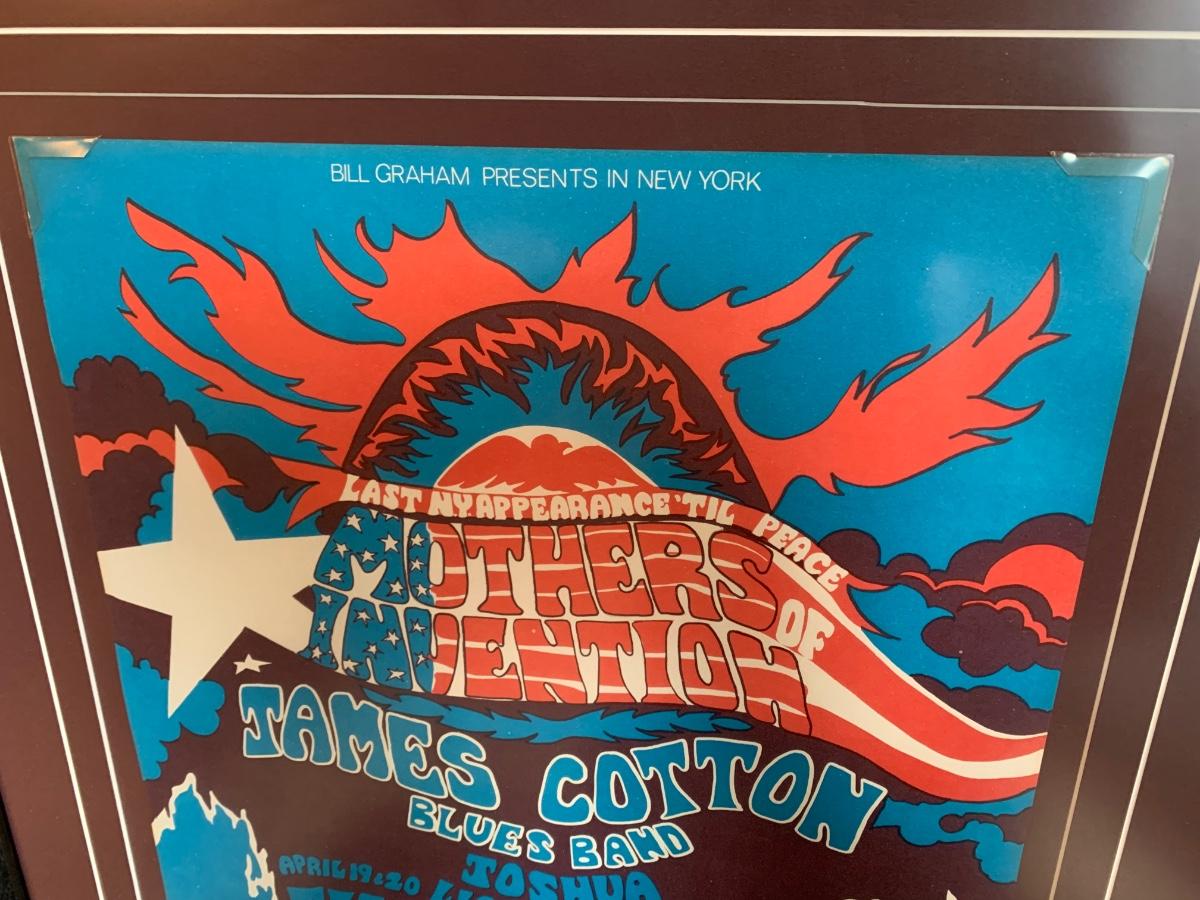 BILL GRAHAM PRESENTS IN NEW YORK
LAST NY APPEARANCE 'TIL PEACE
MOTHERS OF
INVENTION
JAMES COTTON
BLUES BAND
APRIL 19 & 20
JOSHUA